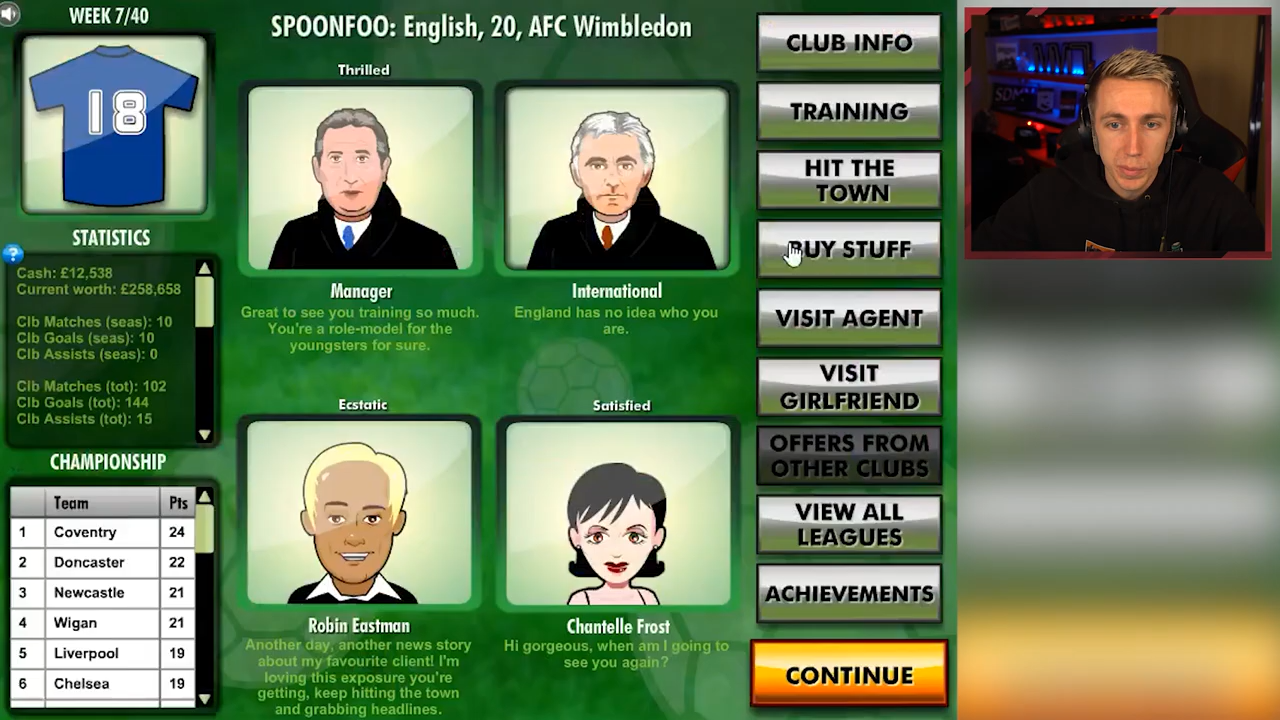 WEEK 7/40
SPOONFOO: English, 20, AFC Wimbledon
18
STATISTICS
?
Cash: £12,538
Current worth: £258,658
Clb Matches (seas): 10
Clb Goals (seas): 10
Clb Assists (seas): 0
Clb Matches (tot): 102
Clb Goals (tot): 144
Clb Assists (tot): 15
CHAMPIONSHIP
Team Pts
1 Coventry 24
2 Doncaster 22
3 Newcastle 21
4 Wigan 21
5 Liverpool 19
6 Chelsea 19
Thrilled
Manager
Great to see you training so much.
You're a role-model for the
youngsters for sure.
International
England has no idea who you
are.
Ecstatic
Robin Eastman
Another day, another news story
about my favourite client! I'm
loving this exposure you're
getting, keep hitting the town
and grabbing headlines.
Satisfied
Chantelle Frost
Hi gorgeous, when am I going to
see you again?
CLUB INFO
TRAINING
HIT THE
TOWN
BUY STUFF
VISIT AGENT
VISIT
GIRLFRIEND
OFFERS FROM
OTHER CLUBS
VIEW ALL
LEAGUES
ACHIEVEMENTS
CONTINUE